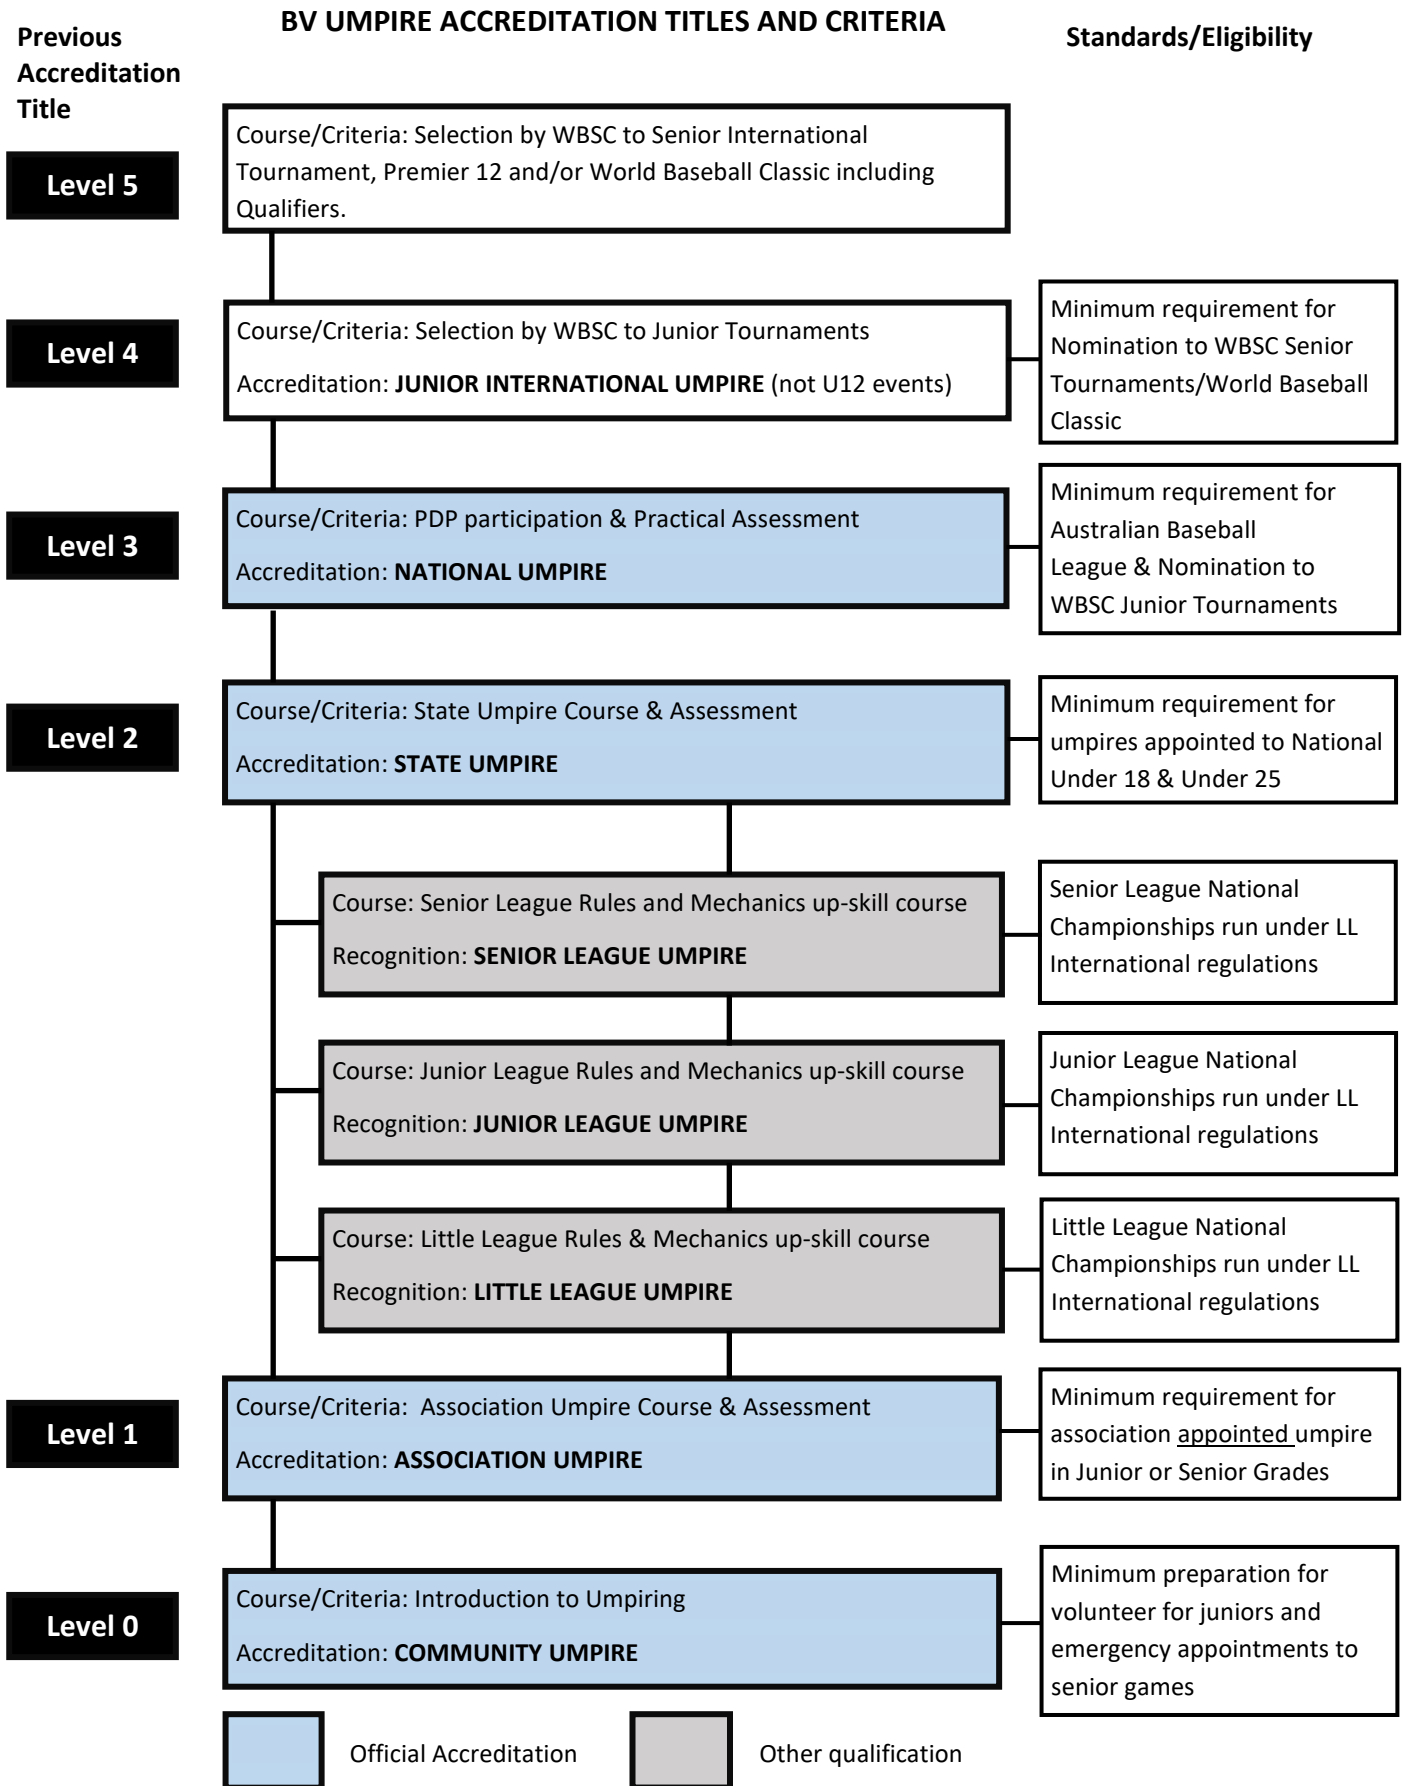 BV UMPIRE ACCREDITATION TITLES AND CRITERIA
Previous
Accreditation
Title
Standards/Eligibility
Level 5
Course/Criteria: Selection by WBSC to Senior International
Tournament, Premier 12 and/or World Baseball Classic including
Qualifiers.
Level 4
Course/Criteria: Selection by WBSC to Junior Tournaments
Accreditation: JUNIOR INTERNATIONAL UMPIRE (not U12 events)
Minimum requirement for
Nomination to WBSC Senior
Tournaments/World Baseball
Classic
Level 3
Course/Criteria: PDP participation & Practical Assessment
Accreditation: NATIONAL UMPIRE
Minimum requirement for
Australian Baseball
League & Nomination to
WBSC Junior Tournaments
Level 2
Course/Criteria: State Umpire Course & Assessment
Accreditation: STATE UMPIRE
Minimum requirement for
umpires appointed to National
Under 18 & Under 25
Course: Senior League Rules and Mechanics up-skill course
Recognition: SENIOR LEAGUE UMPIRE
Senior League National
Championships run under LL
International regulations
Course: Junior League Rules and Mechanics up-skill course
Recognition: JUNIOR LEAGUE UMPIRE
Junior League National
Championships run under LL
International regulations
Course: Little League Rules & Mechanics up-skill course
Recognition: LITTLE LEAGUE UMPIRE
Little League National
Championships run under LL
International regulations
Level 1
Course/Criteria: Association Umpire Course & Assessment
Accreditation: ASSOCIATION UMPIRE
Minimum requirement for
association appointed umpire
in Junior or Senior Grades
Level 0
Course/Criteria: Introduction to Umpiring
Accreditation: COMMUNITY UMPIRE
Minimum preparation for
volunteer for juniors and
emergency appointments to
senior games
Official Accreditation
Other qualification